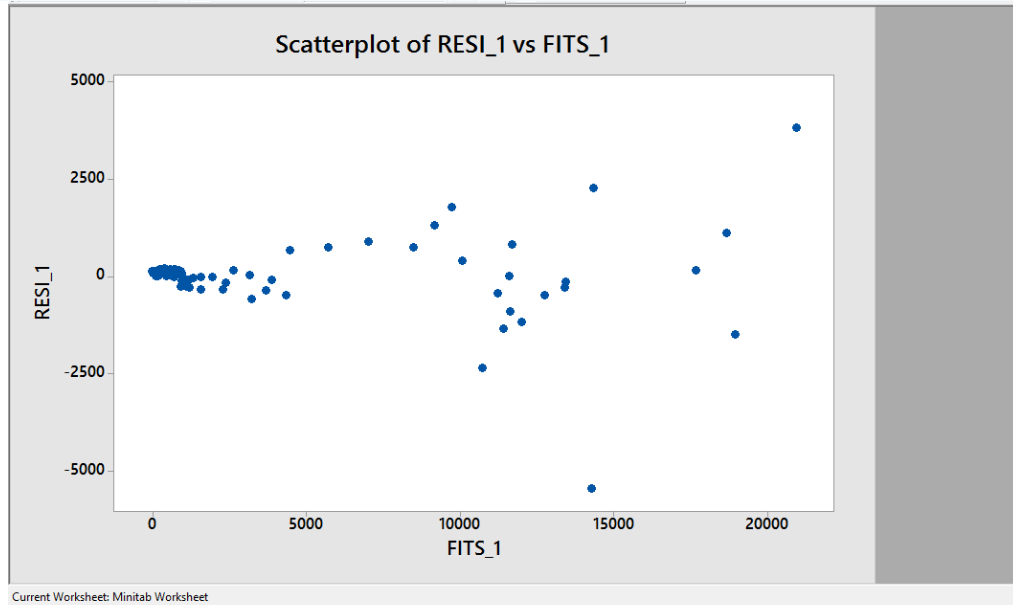 Scatterplot of RESI_1 vs FITS_1
5000
2500
0
-2500
-5000
RESI_1
0 5000 10000 15000 20000
FITS_1
Current Worksheet: Minitab Worksheet